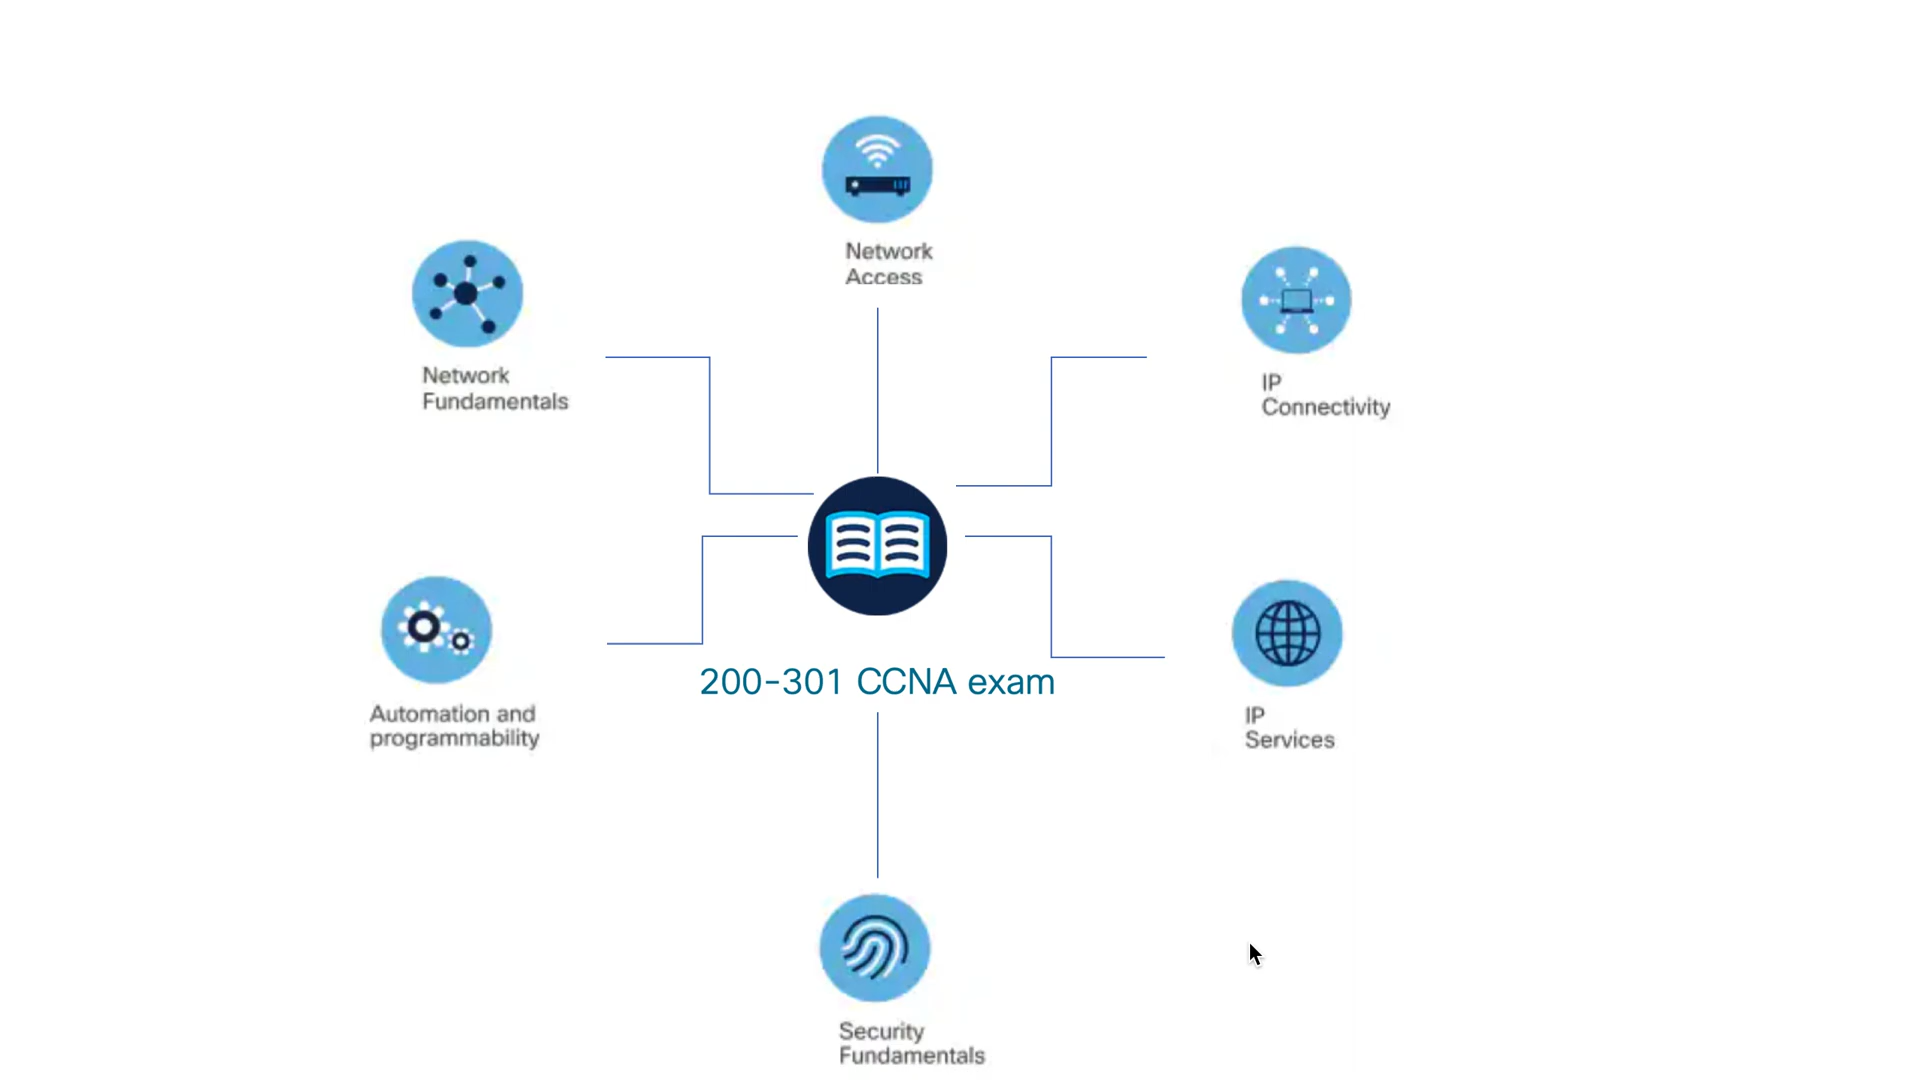 Network
Access
Network
Fundamentals
IP
Connectivity
200-301 CCNA exam
Automation and
programmability
IP
Services
Security
Fundamentals